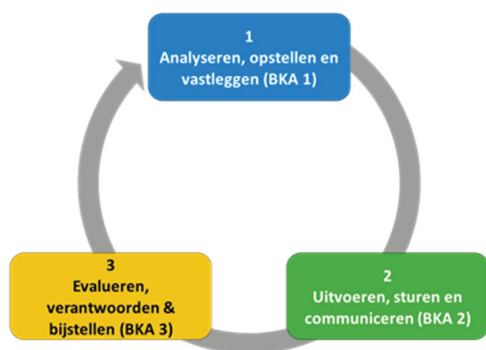 1
Analyseren, opstellen en
vastleggen (BKA 1)
2
Uitvoeren, sturen en
communiceren (BKA 2)
3
Evalueren,
verantwoorden &
bijstellen (BKA 3)